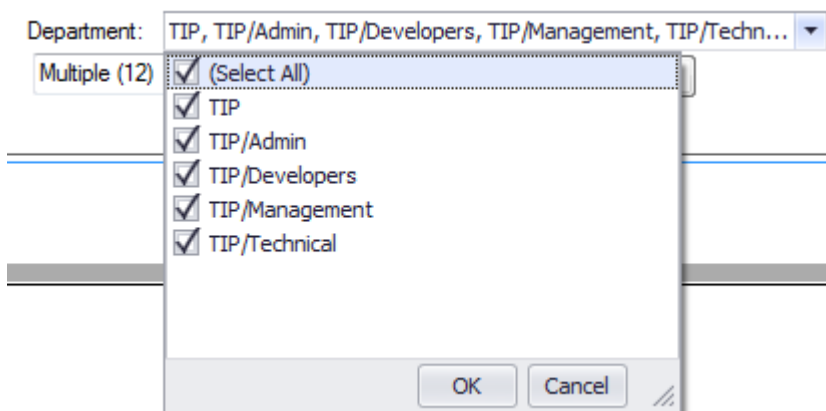 Department: TIP, TIP/Admin, TIP/Developers, TIP/Management, TIP/Techn...
Multiple (12)
(Select All)
TIP
TIP/Admin
TIP/Developers
TIP/Management
TIP/Technical
OK Cancel